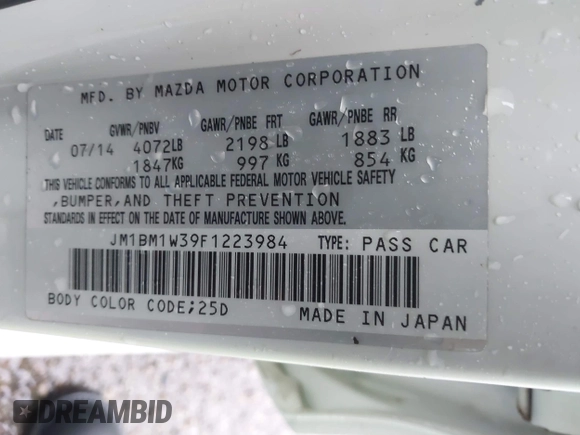 MFD. BY MAZDA MOTOR CORPORATION
DATE GVWR/PNBV GAWR/PNBE FRT GAWR/PNBE RR
07/14 4072LB 2198 LB 1883 LB
1847KG 997 KG 854 KG
THIS VEHICLE CONFORMS TO ALL APPLICABLE FEDERAL MOTOR VEHICLE SAFETY
,BUMPER,AND THEFT PREVENTION
STANDARDS IN EFFECT ON THE DATE OF MANUFACTURE SHOWN ABOVE.
JM1BM1W39F1223984 TYPE: PASS CAR
BODY COLOR CODE;25D MADE IN JAPAN
DREAMBID